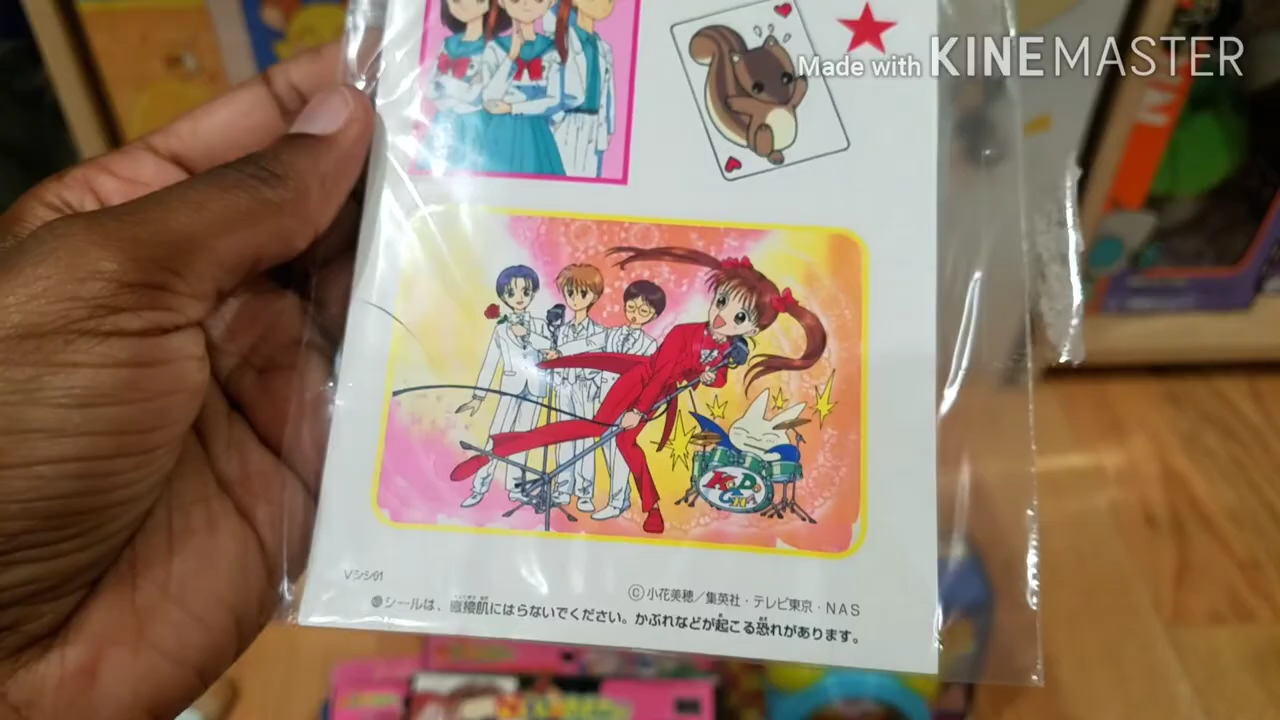 Made with KINEMASTER
KODOCHA
Vシシ01
©小花美穂/集英社・テレビ東京・NAS
●シールは、直接肌にはらないでください。かぶれなどが起こる恐れがあります。